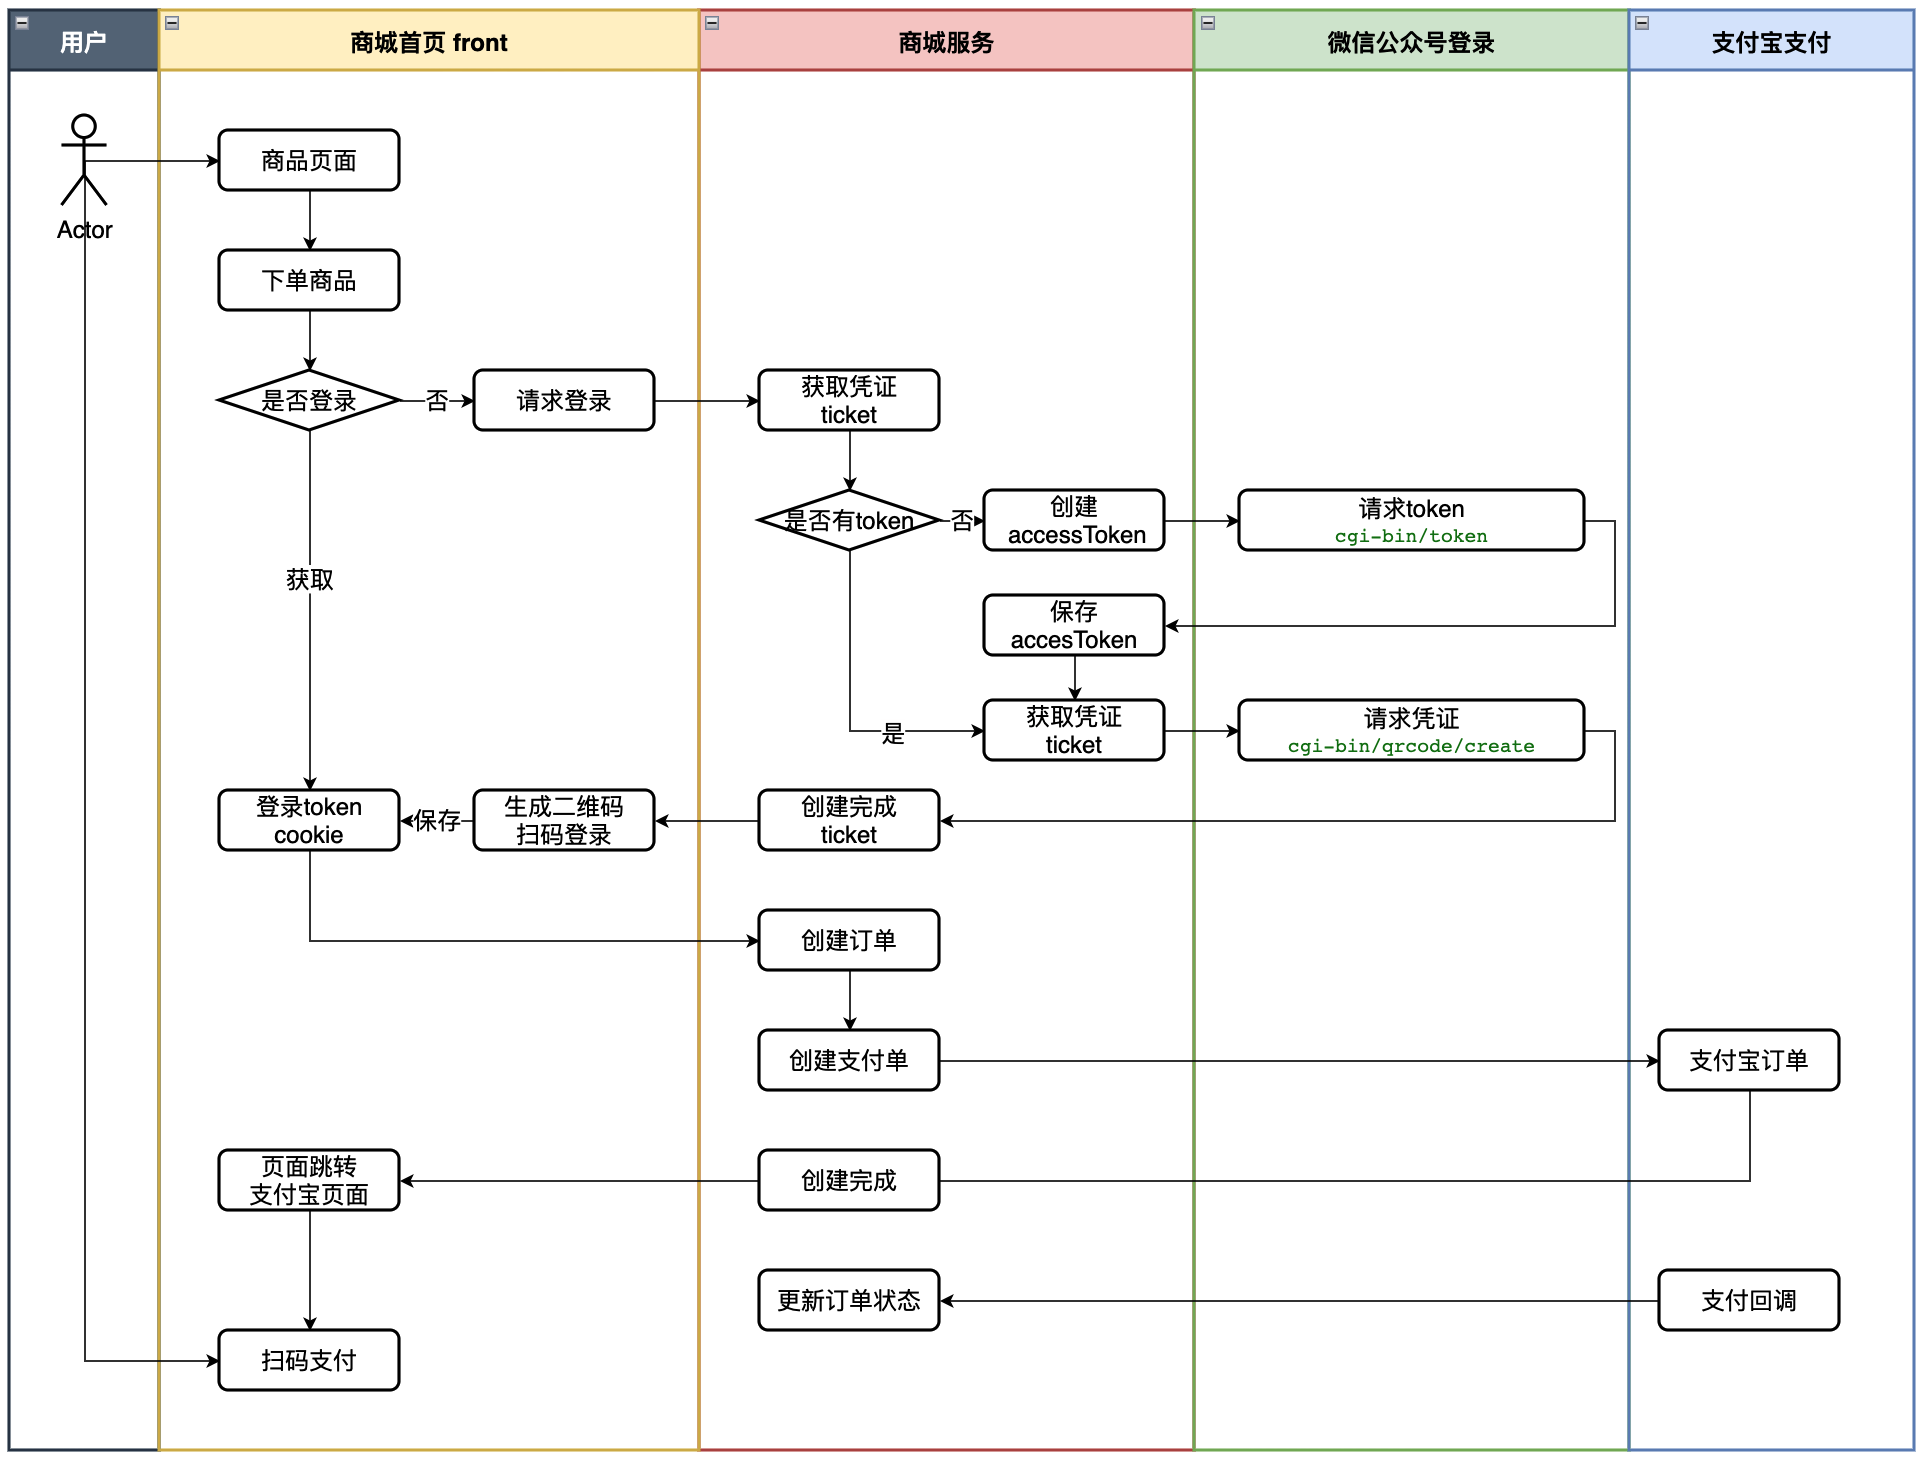 用户
商城首页 front
商城服务
微信公众号登录
支付宝支付
Actor
商品页面
下单商品
是否登录
否
请求登录
获取凭证
ticket
是否有token
否
创建
accessToken
请求token
cgi-bin/token
获取
保存
accesToken
是
获取凭证
ticket
请求凭证
cgi-bin/qrcode/create
登录token
cookie
保存
生成二维码
扫码登录
创建完成
ticket
创建订单
创建支付单
支付宝订单
页面跳转
支付宝页面
创建完成
更新订单状态
支付回调
扫码支付